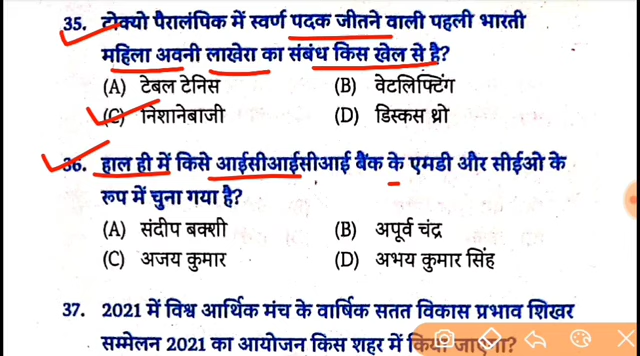 35. टोक्यो पैरालंपिक में स्वर्ण पदक जीतने वाली पहली भारती
महिला अवनी लाखेरा का संबंध किस खेल से है?
(A) टेबल टेनिस (B) वेटलिफ्टिंग
(C) निशानेबाजी (D) डिस्कस थ्रो
36. हाल ही में किसे आईसीआईसीआई बैंक के एमडी और सीईओ के
रूप में चुना गया है?
(A) संदीप बक्शी (B) अपूर्व चंद्र
(C) अजय कुमार (D) अभय कुमार सिंह
37. 2021 में विश्व आर्थिक मंच के वार्षिक सतत विकास प्रभाव शिखर
सम्मेलन 2021 का आयोजन किस शहर में किया जाएगा?